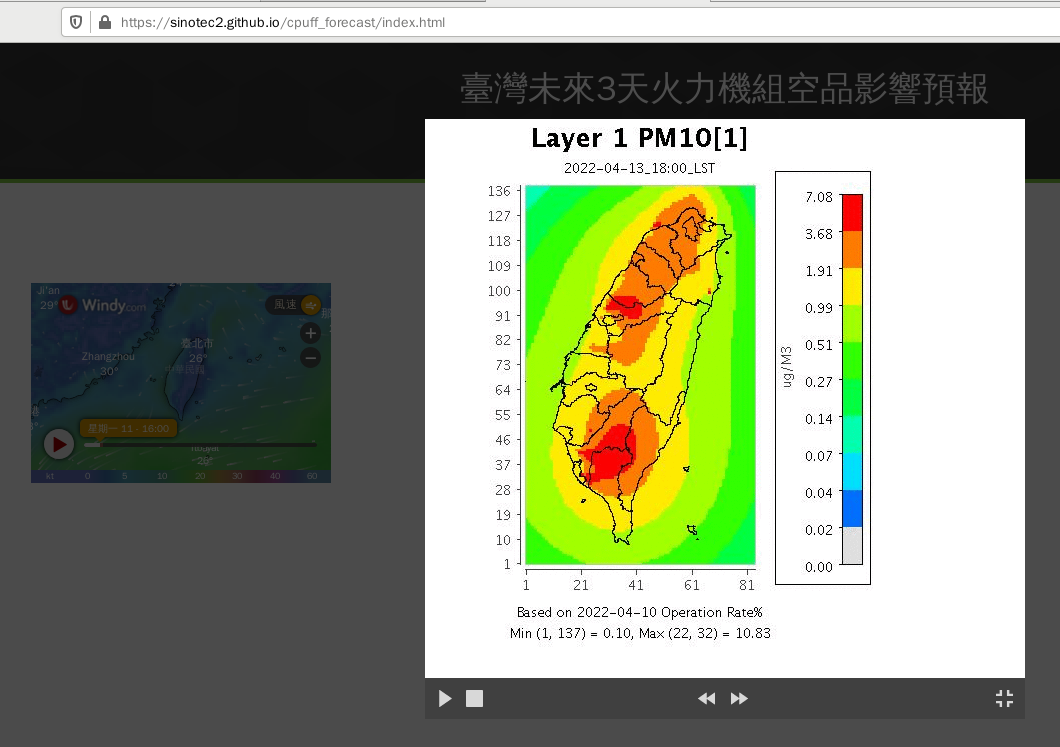 https://sinotec2.github.io/cpuff_forecast/index.html
臺灣未來3天火力機組空品影響預報
Layer 1 PM10[1]
2022-04-13_18:00_LST
136
127
118
109
100
91
82
73
64
55
46
37
28
19
10
1
1 21 41 61 81
7.08
3.68
1.91
0.99
0.51
0.27
0.14
0.07
0.04
0.02
0.00
ug/M3
Based on 2022-04-10 Operation Rate%
Min (1, 137) = 0.10, Max (22, 32) = 10.83
Ji'an
29°
Windy.com
風速
臺北市
26°
Zhangzhou
30°
中華民國
港
星期一 11 - 16:00
26°
kt 0 5 10 20 30 40 60